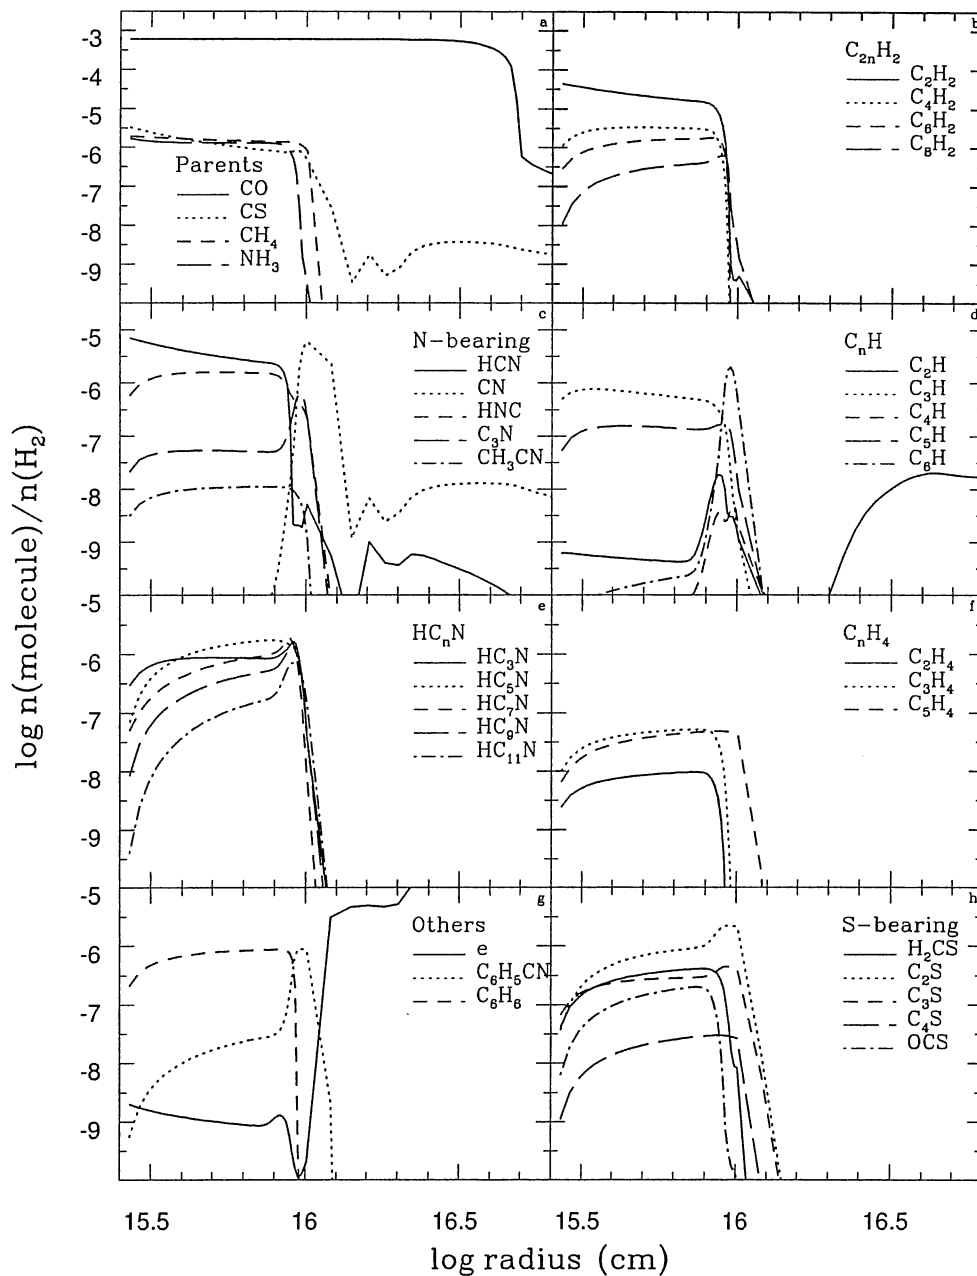 a
-3
-4
-5
-6
-7
-8
-9
Parents
CO
CS
CH₄
NH₃
b
C₂ₙH₂
C₂H₂
C₄H₂
C₆H₂
C₈H₂
c
-5
-6
-7
-8
-9
N-bearing
HCN
CN
HNC
C₃N
CH₃CN
d
CₙH
C₂H
C₃H
C₄H
C₅H
C₆H
e
-5
-6
-7
-8
-9
HCₙN
HC₃N
HC₅N
HC₇N
HC₉N
HC₁₁N
f
CₙH₄
C₂H₄
C₃H₄
C₅H₄
g
-5
-6
-7
-8
-9
Others
e
C₆H₅CN
C₆H₆
h
S-bearing
H₂CS
C₂S
C₃S
C₄S
OCS
15.5 16 16.5 15.5 16 16.5
log radius (cm)
log n(molecule)/n(H₂)